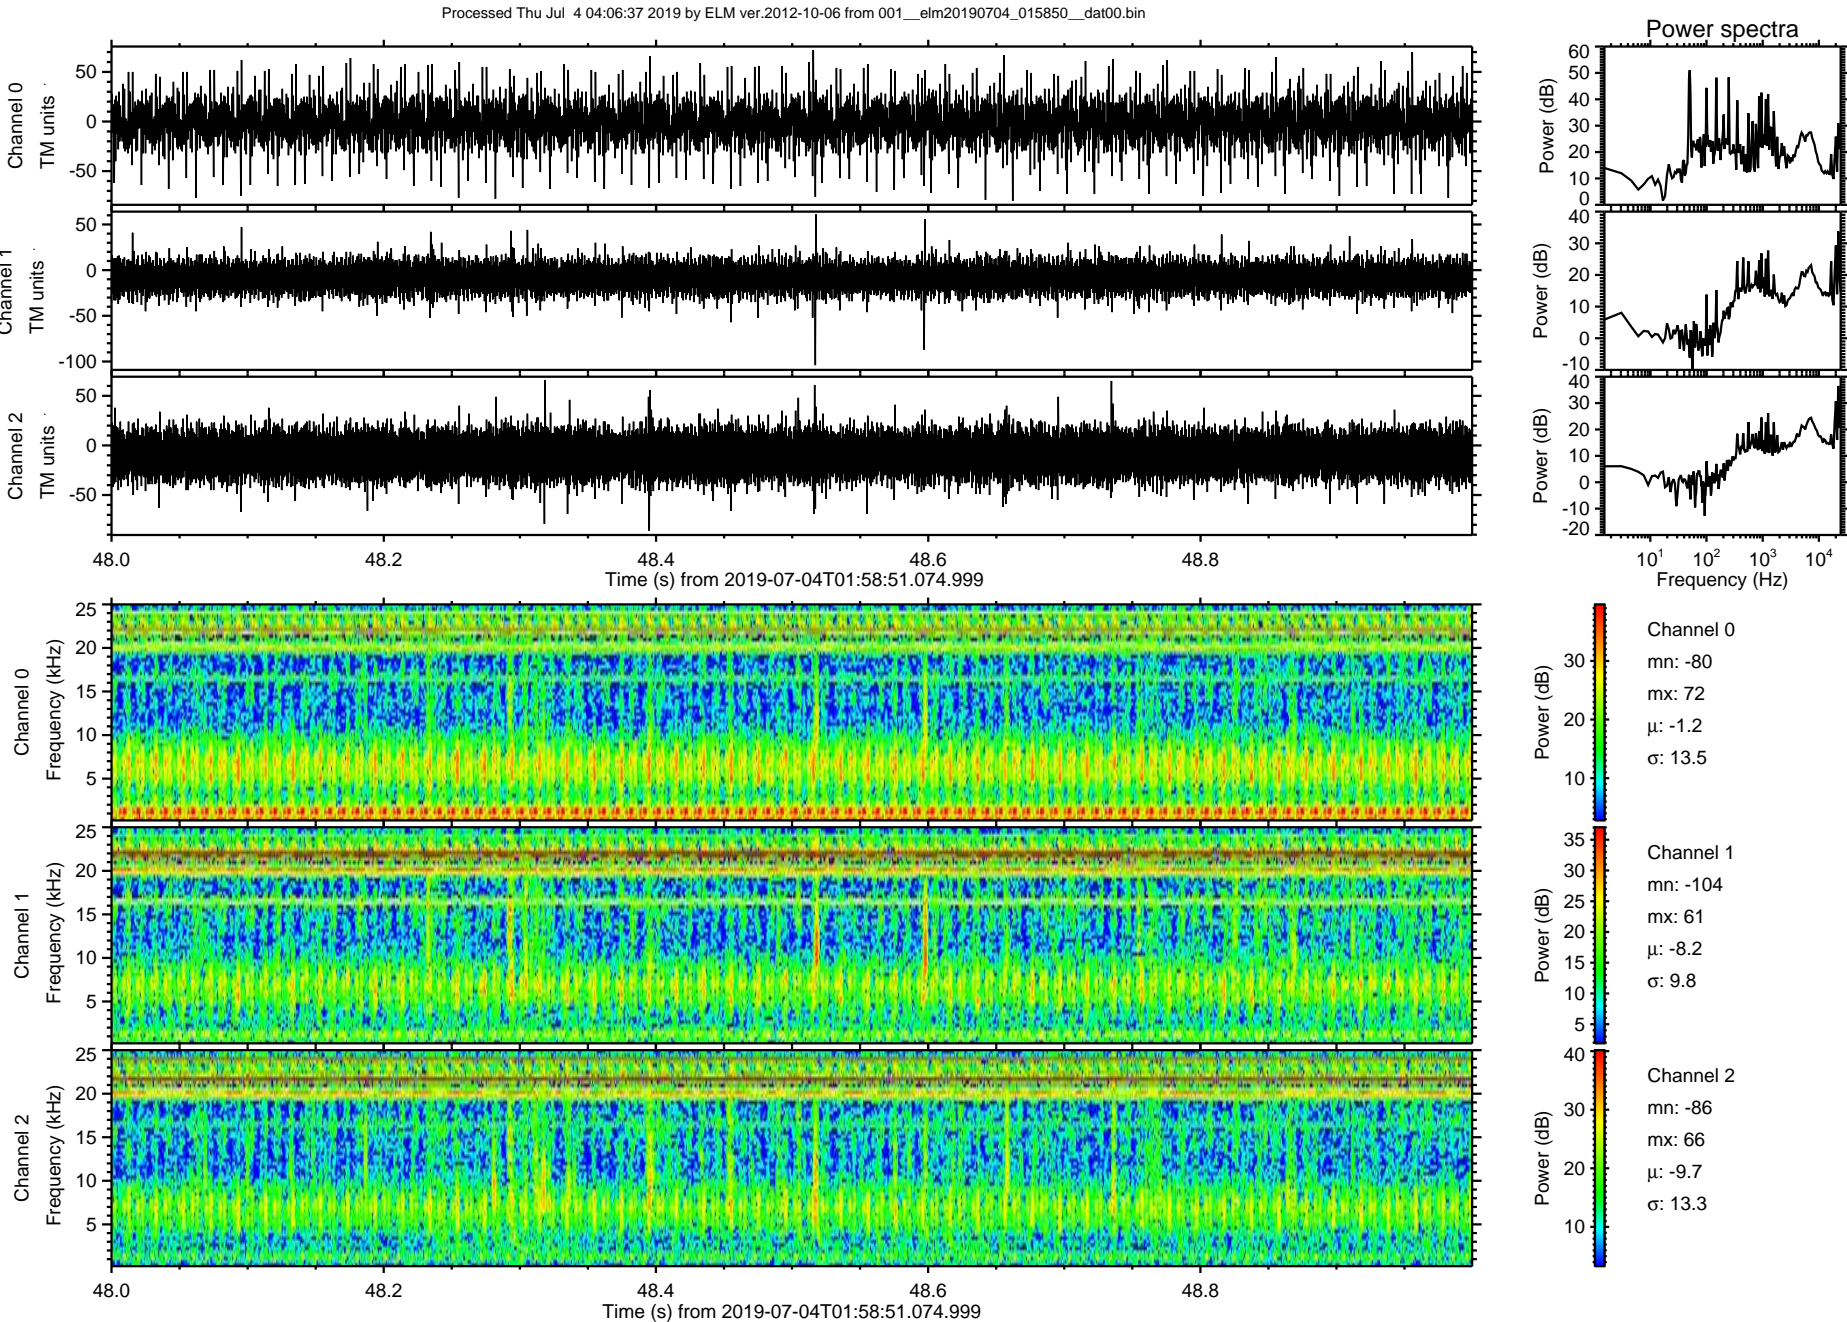 Processed Thu Jul  4 04:06:37 2019 by ELM ver.2012-10-06 from 001__elm20190704_015850__dat00.bin
Power spectra
Channel 0
TM units
50
0
-50
Power (dB)
60
50
40
30
20
10
0
Channel 1
TM units
50
0
-50
-100
Power (dB)
40
30
20
10
0
-10
Channel 2
TM units
50
0
-50
Power (dB)
40
30
20
10
0
-10
-20
48.0 48.2 48.4 48.6 48.8
Time (s) from 2019-07-04T01:58:51.074.999
10¹ 10² 10³ 10⁴
Frequency (Hz)
Channel 0
Frequency (kHz)
25
20
15
10
5
Power (dB)
30
20
10
Channel 0
mn: -80
mx: 72
μ: -1.2
σ: 13.5
Channel 1
Frequency (kHz)
25
20
15
10
5
Power (dB)
35
30
25
20
15
10
5
Channel 1
mn: -104
mx: 61
μ: -8.2
σ: 9.8
Channel 2
Frequency (kHz)
25
20
15
10
5
Power (dB)
40
30
20
10
Channel 2
mn: -86
mx: 66
μ: -9.7
σ: 13.3
48.0 48.2 48.4 48.6 48.8
Time (s) from 2019-07-04T01:58:51.074.999